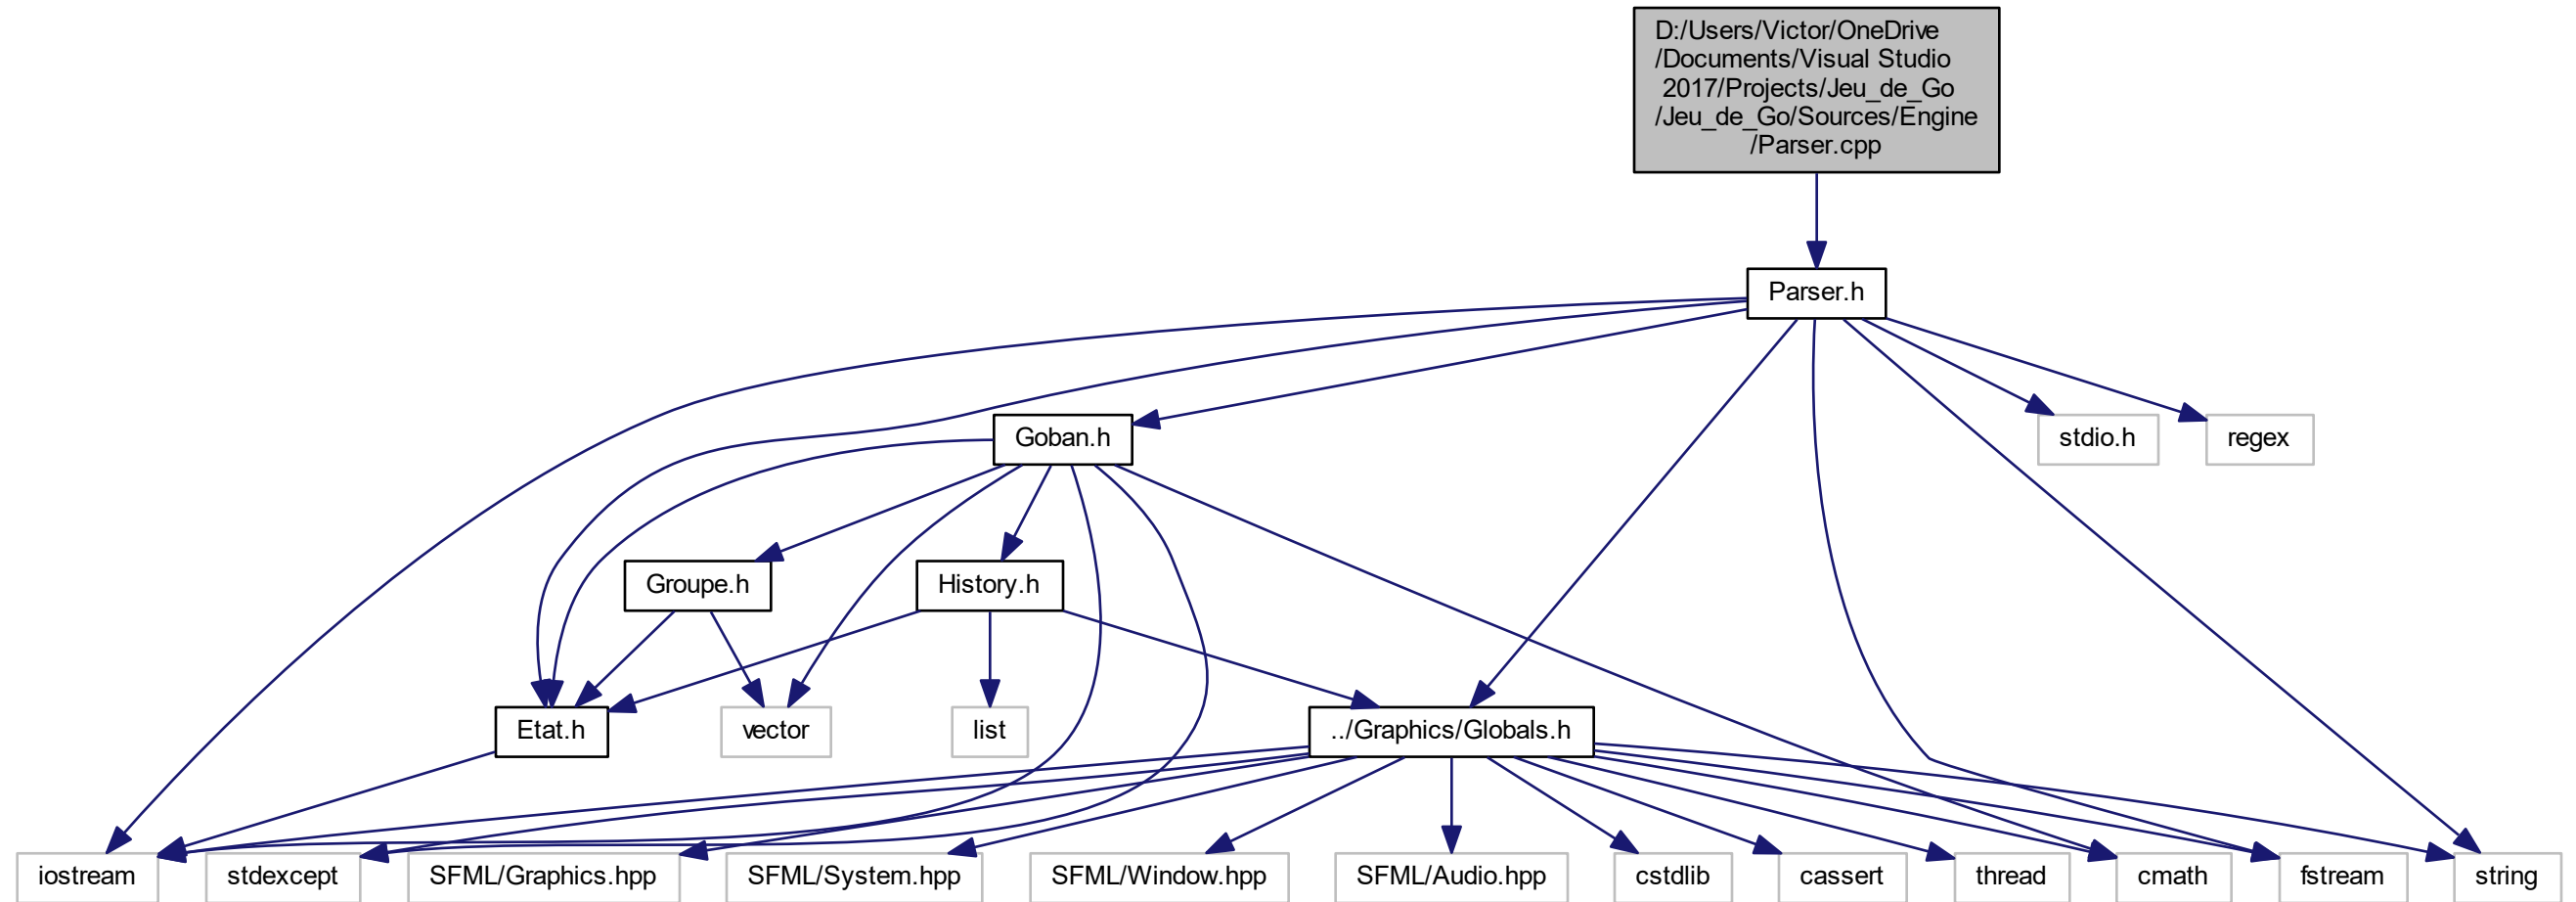 D:/Users/Victor/OneDrive
/Documents/Visual Studio
2017/Projects/Jeu_de_Go
/Jeu_de_Go/Sources/Engine
/Parser.cpp
Parser.h
Goban.h
stdio.h
regex
Groupe.h
History.h
Etat.h
vector
list
../Graphics/Globals.h
iostream
stdexcept
SFML/Graphics.hpp
SFML/System.hpp
SFML/Window.hpp
SFML/Audio.hpp
cstdlib
cassert
thread
cmath
fstream
string